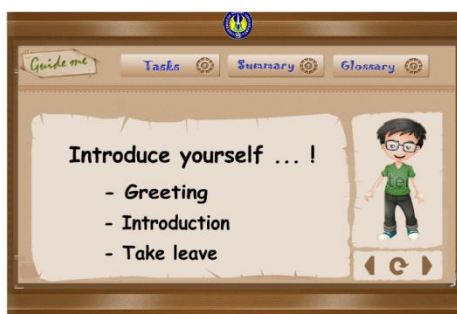 Guide me
Tasks
Summary
Glossary
Introduce yourself ... !
- Greeting
- Introduction
- Take leave